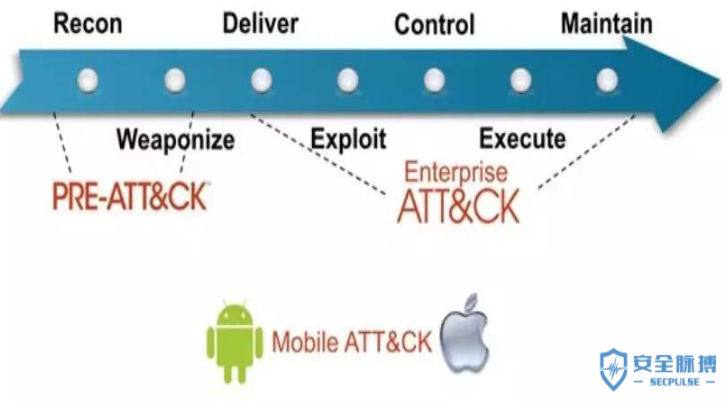 Recon Deliver Control Maintain
Weaponize Exploit Execute
PRE-ATT&CK™
Enterprise
ATT&CK
Mobile ATT&CK
安全脉搏
SECPULSE